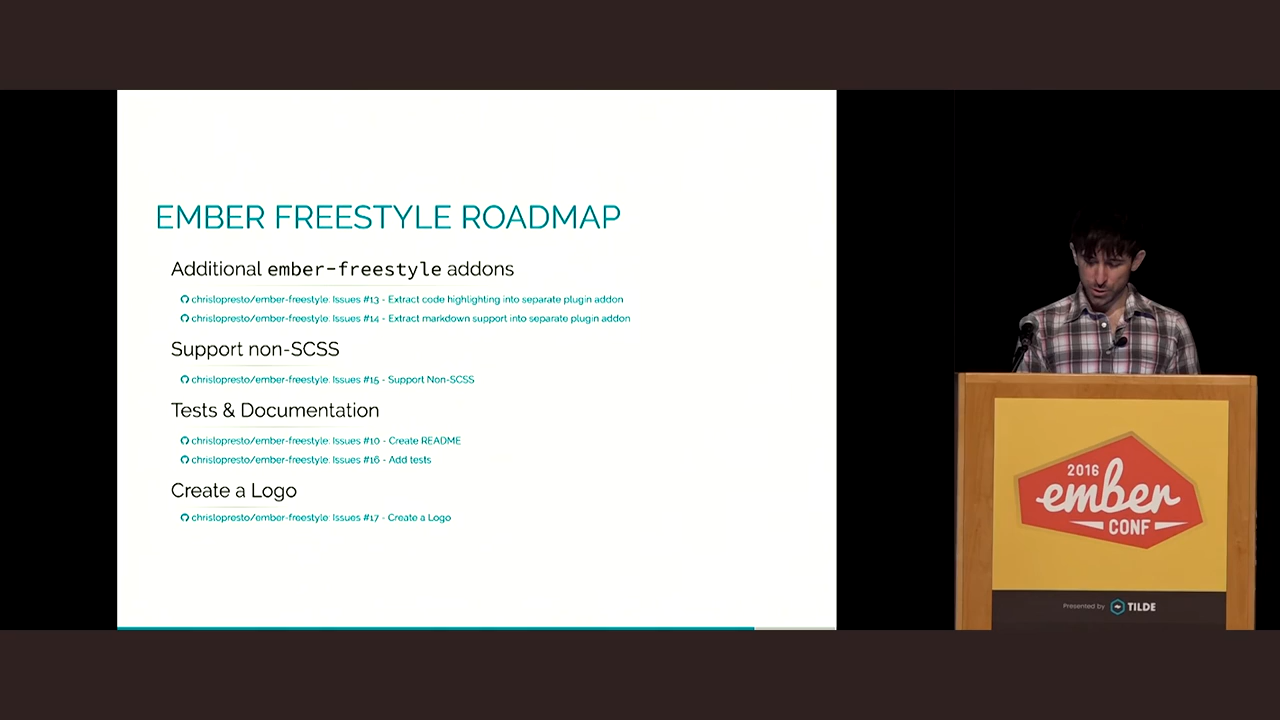 EMBER FREESTYLE ROADMAP
Additional ember-freestyle addons
chrislopresto/ember-freestyle: Issues #13 - Extract code highlighting into separate plugin addon
chrislopresto/ember-freestyle: Issues #14 - Extract markdown support into separate plugin addon
Support non-SCSS
chrislopresto/ember-freestyle: Issues #15 - Support Non-SCSS
Tests & Documentation
chrislopresto/ember-freestyle: Issues #10 - Create README
chrislopresto/ember-freestyle: Issues #16 - Add tests
Create a Logo
chrislopresto/ember-freestyle: Issues #17 - Create a Logo
2016
ember
CONF
Presented by TILDE